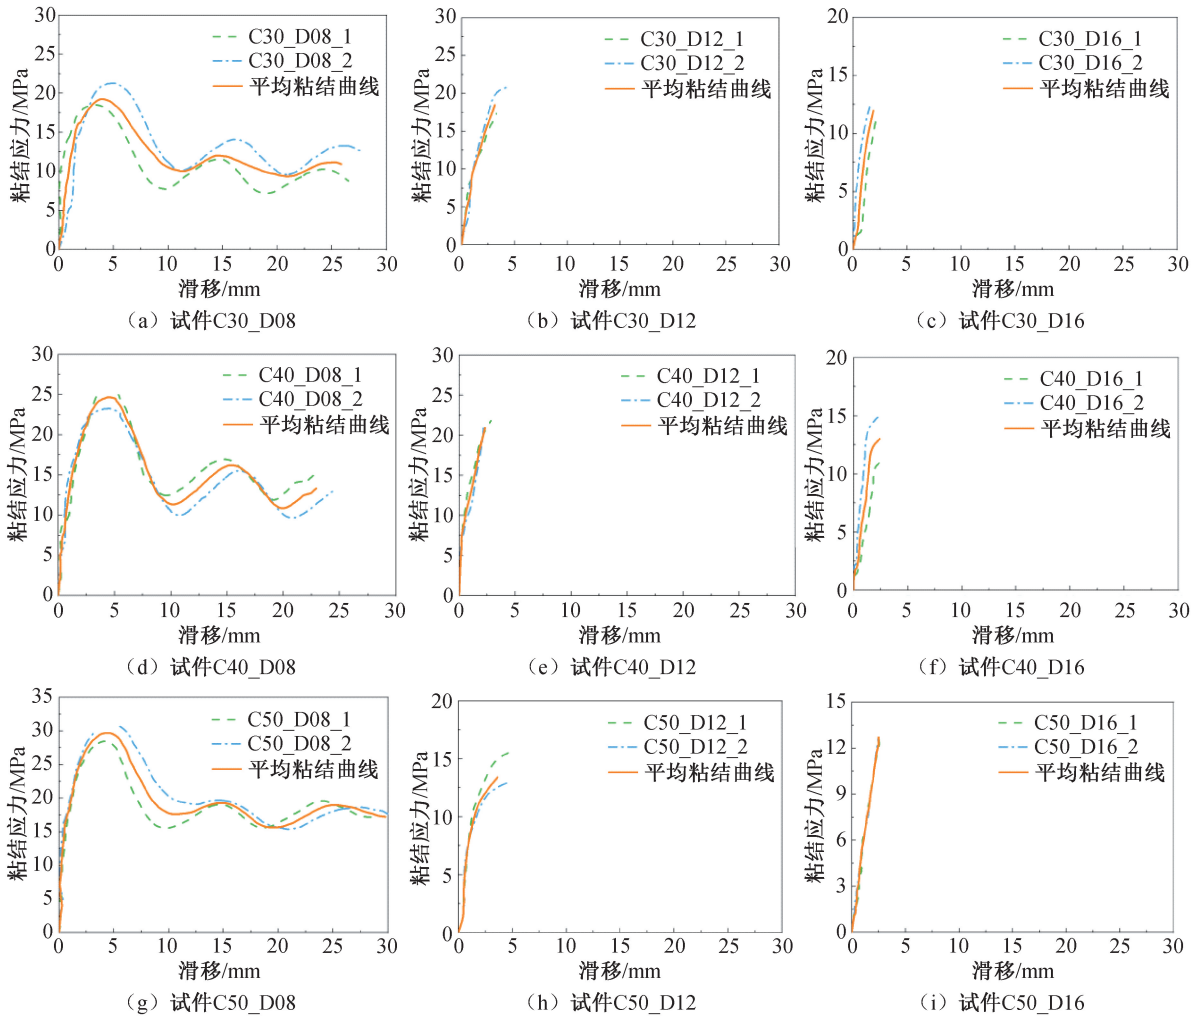 粘结应力/MPa
30
25
20
15
10
5
0
C30_D08_1
C30_D08_2
平均粘结曲线
0 5 10 15 20 25 30
滑移/mm
（a）试件C30_D08
粘结应力/MPa
30
25
20
15
10
5
0
C30_D12_1
C30_D12_2
平均粘结曲线
0 5 10 15 20 25 30
滑移/mm
（b）试件C30_D12
粘结应力/MPa
20
15
10
5
0
C30_D16_1
C30_D16_2
平均粘结曲线
0 5 10 15 20 25 30
滑移/mm
（c）试件C30_D16
粘结应力/MPa
30
25
20
15
10
5
0
C40_D08_1
C40_D08_2
平均粘结曲线
0 5 10 15 20 25 30
滑移/mm
（d）试件C40_D08
粘结应力/MPa
30
25
20
15
10
5
0
C40_D12_1
C40_D12_2
平均粘结曲线
0 5 10 15 20 25 30
滑移/mm
（e）试件C40_D12
粘结应力/MPa
20
15
10
5
0
C40_D16_1
C40_D16_2
平均粘结曲线
0 5 10 15 20 25 30
滑移/mm
（f）试件C40_D16
粘结应力/MPa
35
30
25
20
15
10
5
0
C50_D08_1
C50_D08_2
平均粘结曲线
0 5 10 15 20 25 30
滑移/mm
（g）试件C50_D08
粘结应力/MPa
20
15
10
5
0
C50_D12_1
C50_D12_2
平均粘结曲线
0 5 10 15 20 25 30
滑移/mm
（h）试件C50_D12
粘结应力/MPa
15
12
9
6
3
0
C50_D16_1
C50_D16_2
平均粘结曲线
0 5 10 15 20 25 30
滑移/mm
（i）试件C50_D16